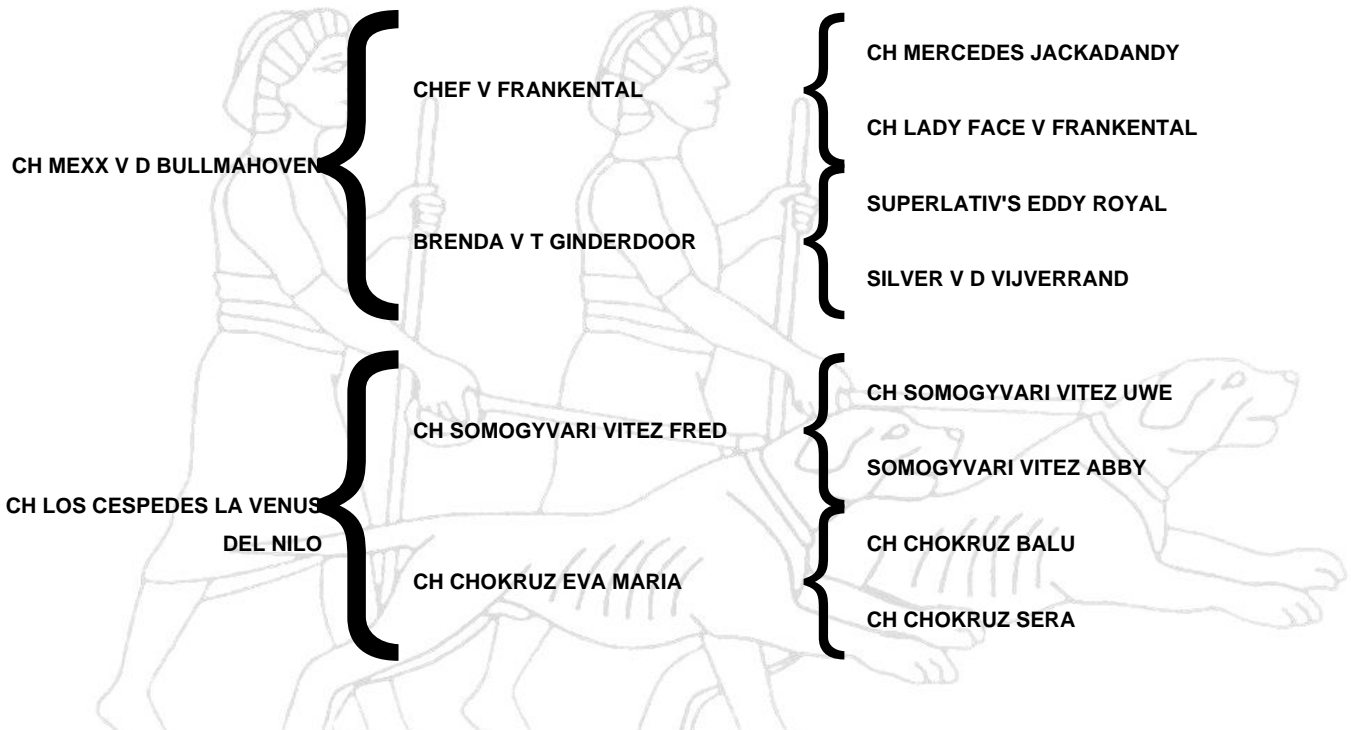 CH MEXX V D BULLMAHOVEN
CHEF V FRANKENTAL
CH MERCEDES JACKADANDY
CH LADY FACE V FRANKENTAL
BRENDA V T GINDERDOOR
SUPERLATIV'S EDDY ROYAL
SILVER V D VIJVERRAND
CH LOS CESPEDES LA VENUS
DEL NILO
CH SOMOGYVARI VITEZ FRED
CH SOMOGYVARI VITEZ UWE
SOMOGYVARI VITEZ ABBY
CH CHOKRUZ EVA MARIA
CH CHOKRUZ BALU
CH CHOKRUZ SERA